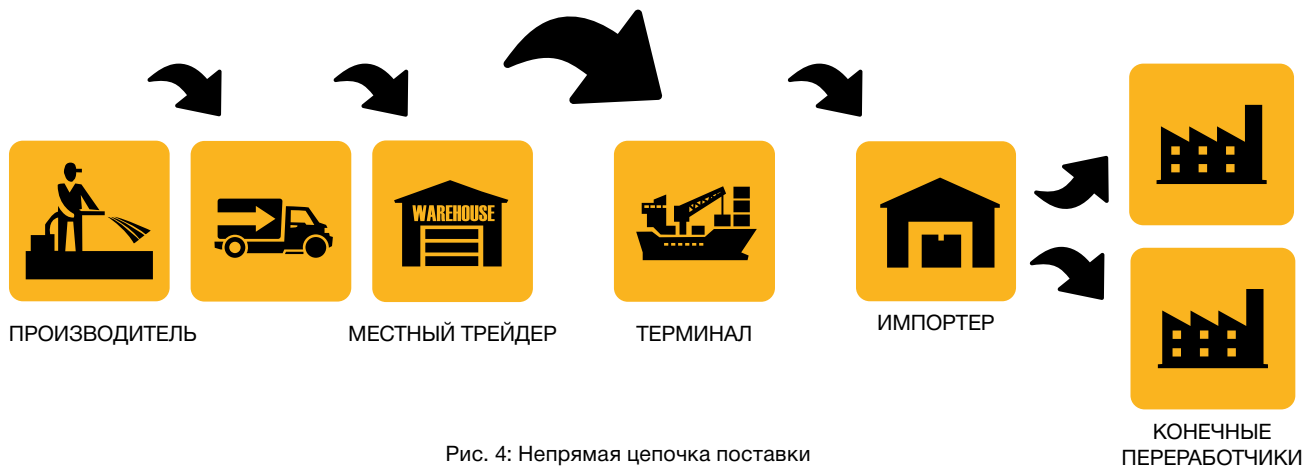 WAREHOUSE
ПРОИЗВОДИТЕЛЬ
МЕСТНЫЙ ТРЕЙДЕР
ТЕРМИНАЛ
ИМПОРТЕР
КОНЕЧНЫЕ
ПЕРЕРАБОТЧИКИ
Рис. 4: Непрямая цепочка поставки